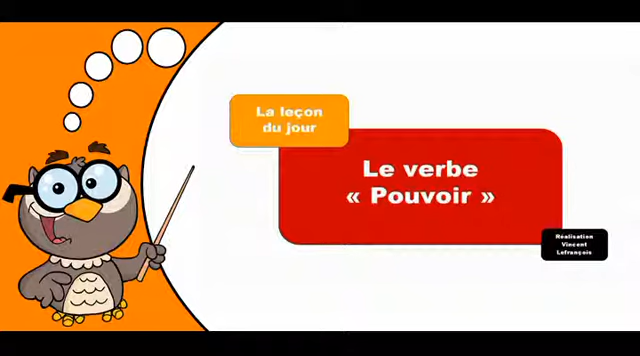 La leçon
du jour
Le verbe
« Pouvoir »
Réalisation
Vincent
Lefrançois